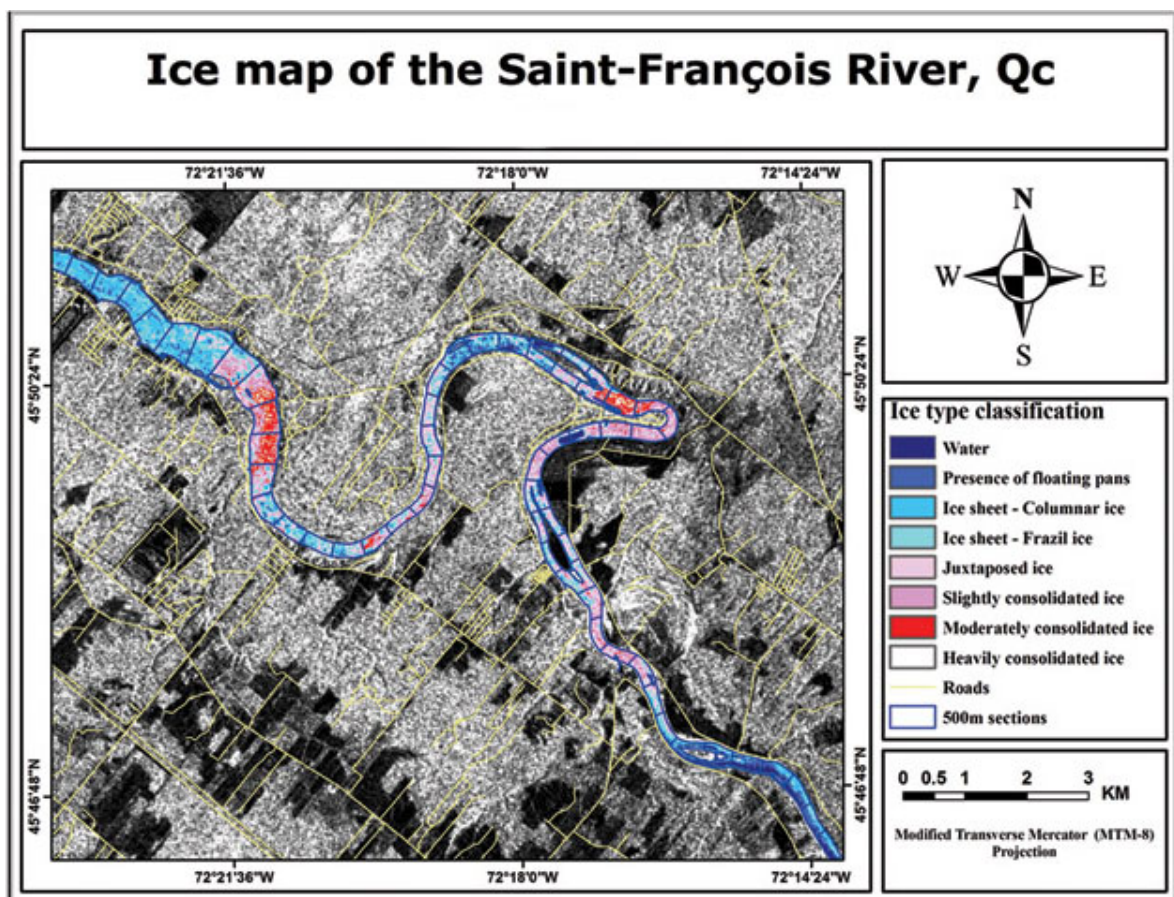 Ice map of the Saint-François River, Qc
72°21'36"W
72°18'0"W
72°14'24"W
45°50'24"N
45°50'24"N
45°46'48"N
45°46'48"N
72°21'36"W
72°18'0"W
72°14'24"W
N
W
E
S
Ice type classification
Water
Presence of floating pans
Ice sheet - Columnar ice
Ice sheet - Frazil ice
Juxtaposed ice
Slightly consolidated ice
Moderately consolidated ice
Heavily consolidated ice
Roads
500m sections
0 0.5 1 2 3
KM
Modified Transverse Mercator (MTM-8)
Projection